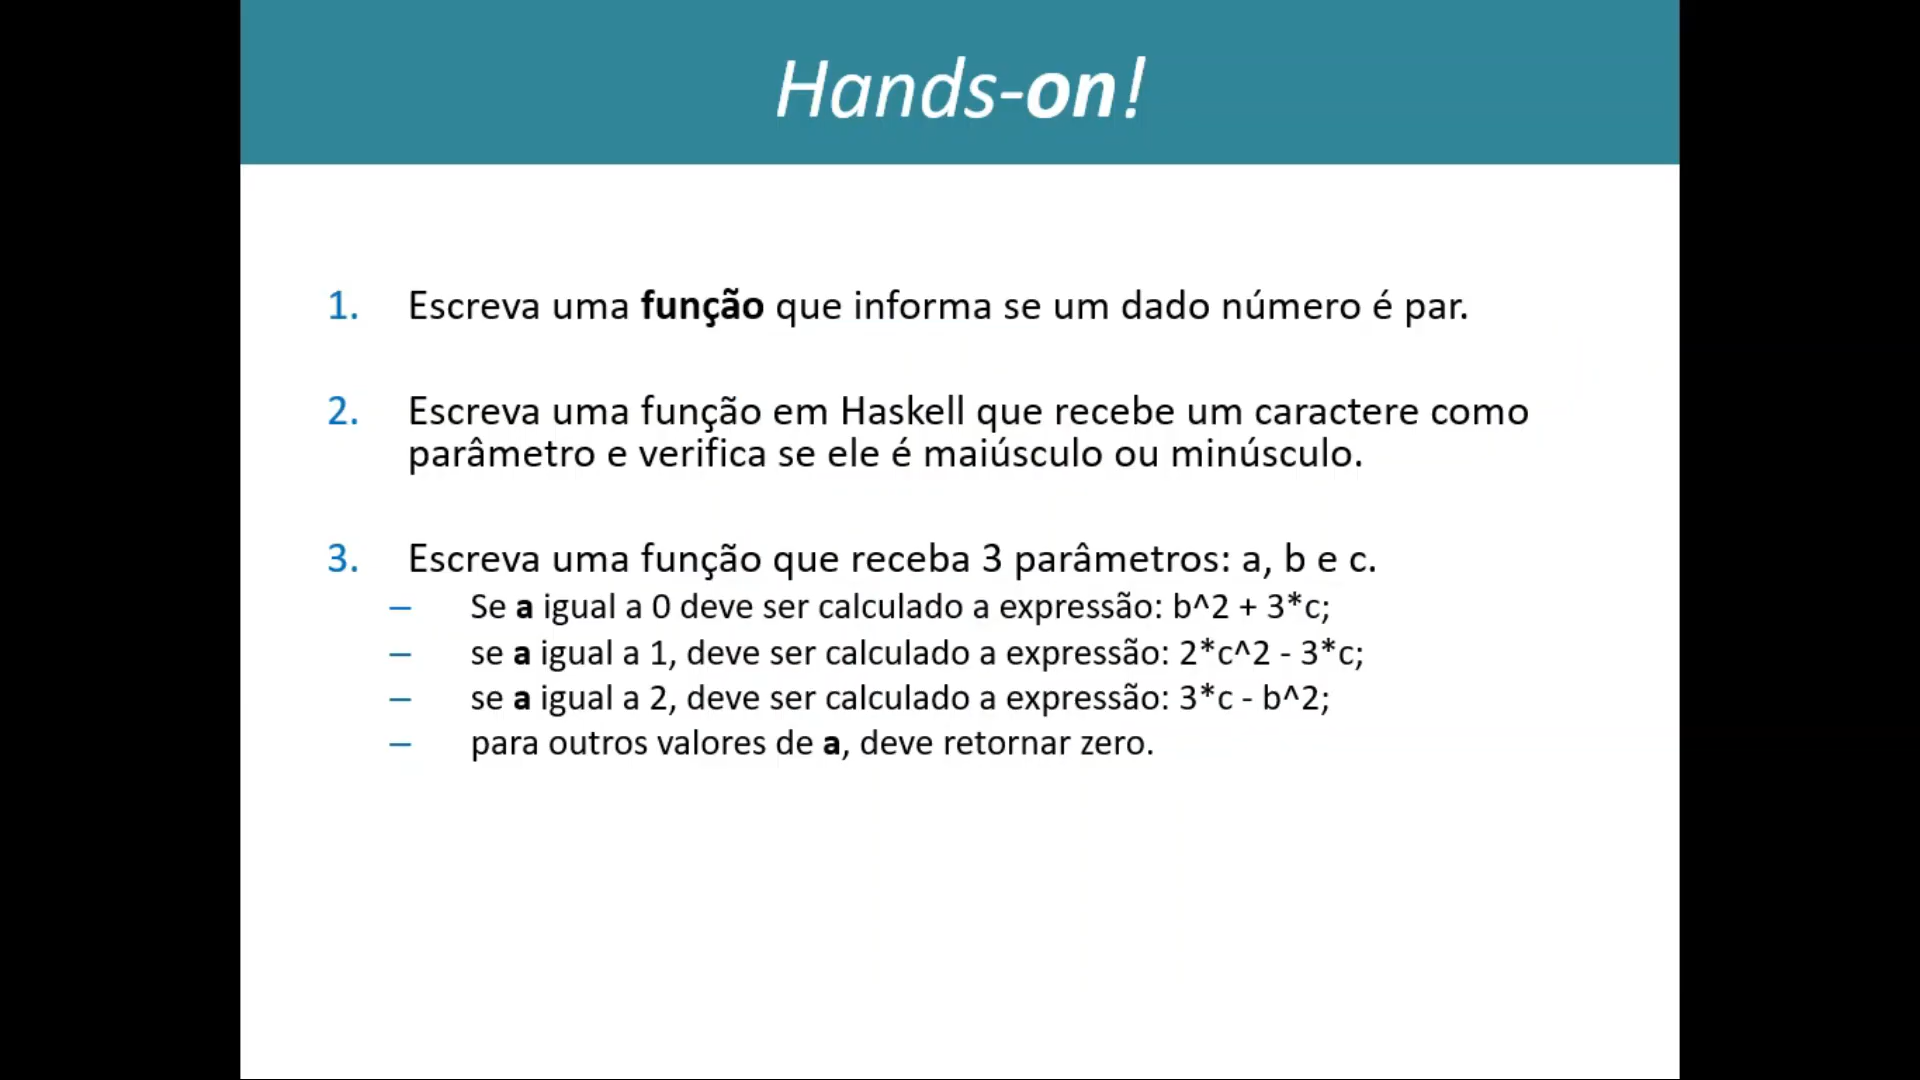 Hands-on!
1. Escreva uma função que informa se um dado número é par.
2. Escreva uma função em Haskell que recebe um caractere como
parâmetro e verifica se ele é maiúsculo ou minúsculo.
3. Escreva uma função que receba 3 parâmetros: a, b e c.
– Se a igual a 0 deve ser calculado a expressão: b^2 + 3*c;
– se a igual a 1, deve ser calculado a expressão: 2*c^2 - 3*c;
– se a igual a 2, deve ser calculado a expressão: 3*c - b^2;
– para outros valores de a, deve retornar zero.